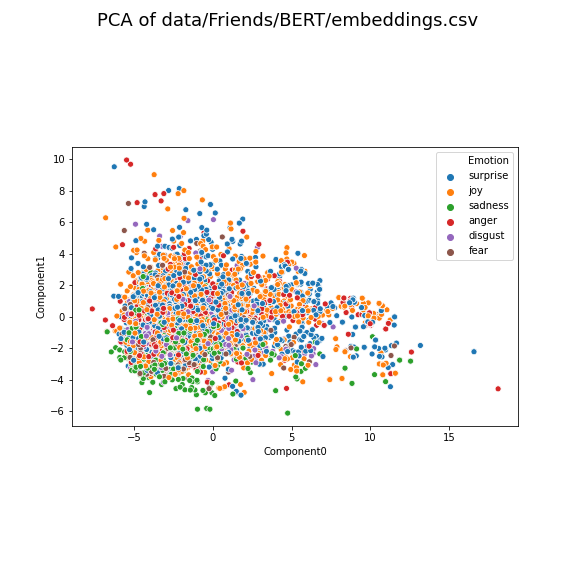 PCA of data/Friends/BERT/embeddings.csv
10
8
6
4
2
0
−2
−4
−6
Component1
Emotion
surprise
joy
sadness
anger
disgust
fear
−5
0
5
10
15
Component0